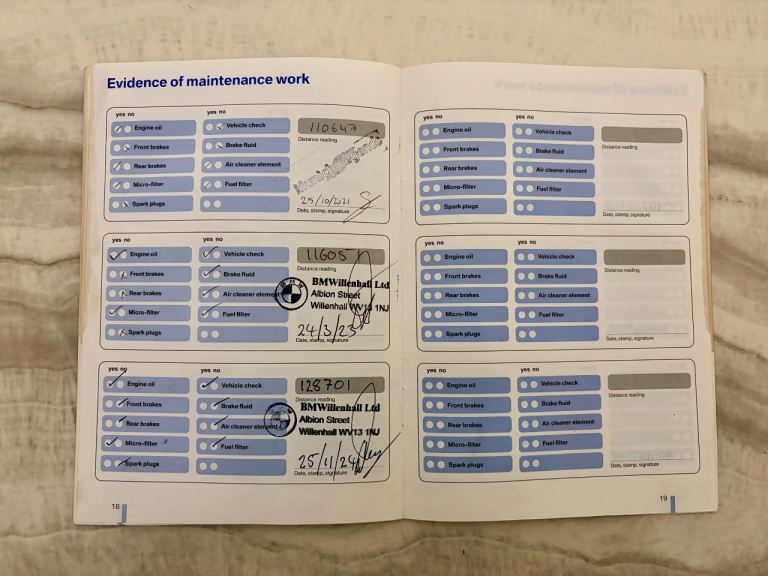 Evidence of maintenance work
yes no
yes no
Engine oil
Vehicle check
110647
Front brakes
Brake fluid
Distance reading
Rear brakes
Air cleaner element
Micro-filter
Fuel filter
Spark plugs
25/10/2021
Date, stamp, signature
yes no
yes no
Engine oil
Vehicle check
11605
Front brakes
Brake fluid
Distance reading
Rear brakes
Air cleaner element
BMW
BMWillenhall Ltd
Albion Street
Willenhall WV13 1NJ
Micro-filter
Fuel filter
Spark plugs
24/3/23
Date, stamp, signature
yes no
yes no
Engine oil
Vehicle check
128701
Front brakes
Brake fluid
Distance reading
Rear brakes
Air cleaner element
BMWillenhall Ltd
Albion Street
Willenhall WV13 1NJ
Micro-filter
Fuel filter
Spark plugs
25/11/24
Date, stamp, signature
18
yes no
yes no
Engine oil
Vehicle check
Front brakes
Brake fluid
Distance reading
Rear brakes
Air cleaner element
Micro-filter
Fuel filter
Spark plugs
Date, stamp, signature
yes no
yes no
Engine oil
Vehicle check
Front brakes
Brake fluid
Distance reading
Rear brakes
Air cleaner element
Micro-filter
Fuel filter
Spark plugs
Date, stamp, signature
yes no
yes no
Engine oil
Vehicle check
Front brakes
Brake fluid
Distance reading
Rear brakes
Air cleaner element
Micro-filter
Fuel filter
Spark plugs
Date, stamp, signature
19